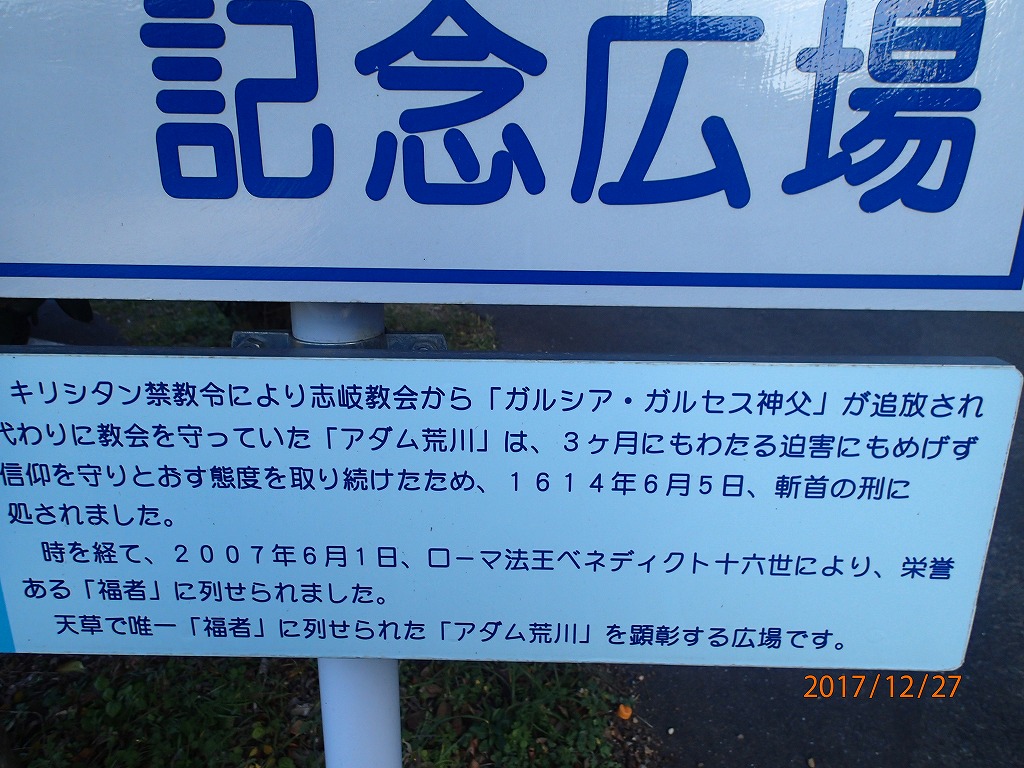 記念広場
キリシタン禁教令により志岐教会から「ガルシア・ガルセス神父」が追放され
代わりに教会を守っていた「アダム荒川」は、３ヶ月にもわたる迫害にもめげず
信仰を守りとおす態度を取り続けたため、１６１４年６月５日、斬首の刑に
処されました。
時を経て、２００７年６月１日、ローマ法王ベネディクト十六世により、栄誉
ある「福者」に列せられました。
天草で唯一「福者」に列せられた「アダム荒川」を顕彰する広場です。
2017/12/27